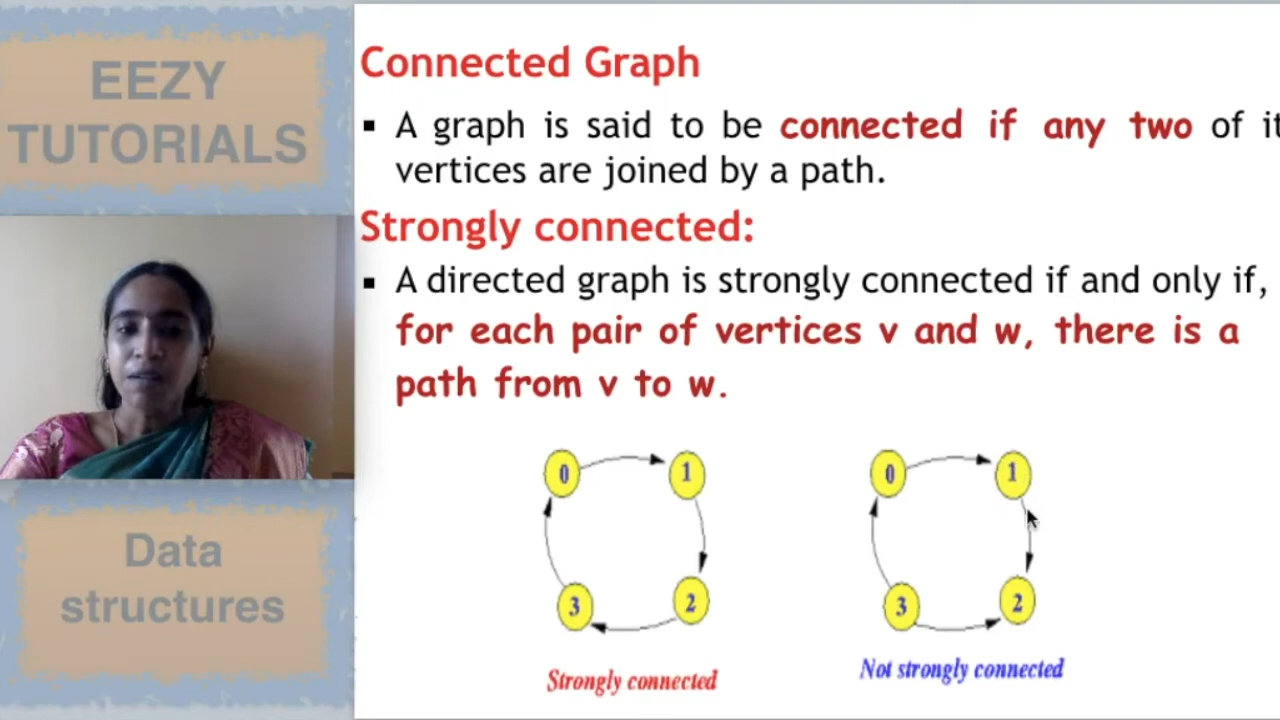 EEZY
TUTORIALS
Connected Graph
▪ A graph is said to be connected if any two of it
vertices are joined by a path.
Strongly connected:
▪ A directed graph is strongly connected if and only if,
for each pair of vertices v and w, there is a
path from v to w.
0 1
3 2
Strongly connected
0 1
3 2
Not strongly connected
Data
structures